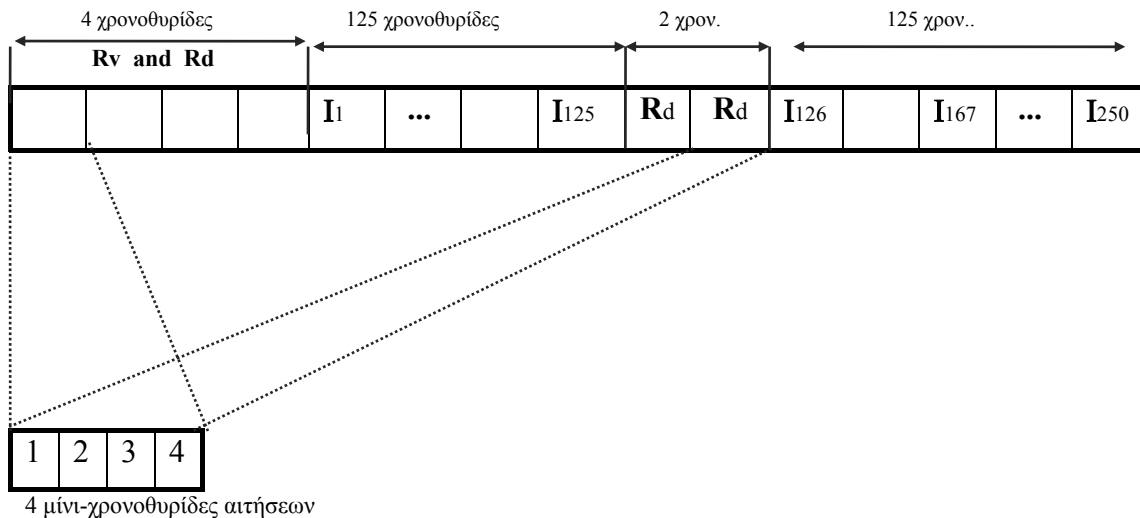 4 χρονοθυρίδες 125 χρονοθυρίδες 2 χρον. 125 χρον..
Rv and Rd
I1 ... I125 Rd Rd I126 I167 ... I250
1 2 3 4
4 μίνι-χρονοθυρίδες αιτήσεων